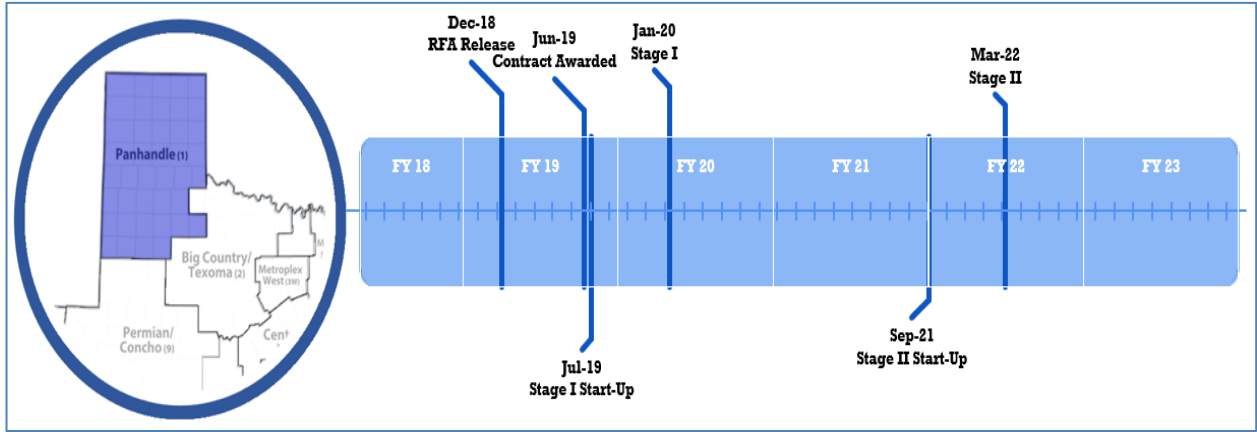 Panhandle (1)
Big Country/
Texoma (2)
Metroplex
West (3W)
M
Permian/
Concho (9)
Cent
Dec-18
RFA Release
Jun-19
Contract Awarded
Jan-20
Stage I
Mar-22
Stage II
FY 18
FY 19
FY 20
FY 21
FY 22
FY 23
Jul-19
Stage I Start-Up
Sep-21
Stage II Start-Up